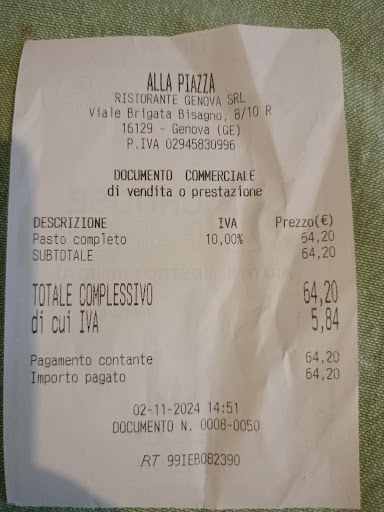 ALLA PIAZZA
RISTORANTE GENOVA SRL
Viale Brigata Bisagno, 8/10 R
16129 - Genova (GE)
P.IVA 02945830996
DOCUMENTO COMMERCIALE
di vendita o prestazione
DESCRIZIONE IVA Prezzo(€)
Pasto completo 10,00% 64,20
SUBTOTALE 64,20
TOTALE COMPLESSIVO 64,20
di cui IVA 5,84
Pagamento contante 64,20
Importo pagato 64,20
02-11-2024 14:51
DOCUMENTO N. 0008-0050
RT 99IEB082390